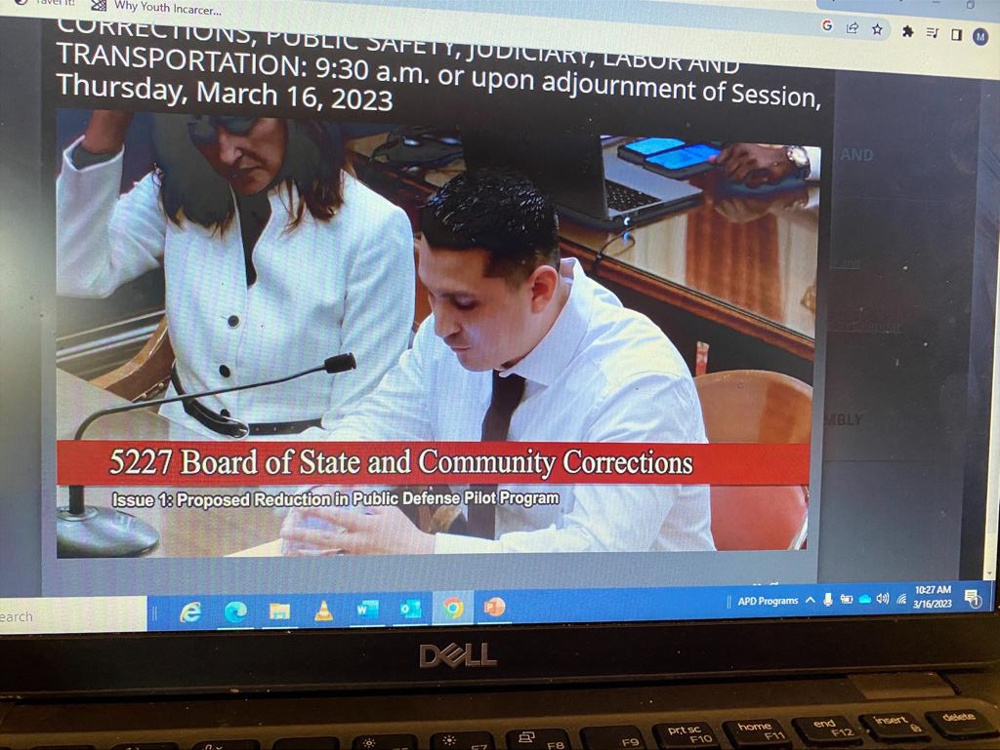 Why Youth Incarcer...
CORRECTIONS, PUBLIC SAFETY, JUDICIARY, LABOR AND
TRANSPORTATION: 9:30 a.m. or upon adjournment of Session,
Thursday, March 16, 2023
AND
MBLY
5227 Board of State and Community Corrections
Issue 1: Proposed Reduction in Public Defense Pilot Program
earch
APD Programs
10:27 AM
3/16/2023
1
DELL
F7
F8
F9
prt sc
F10
home
F11
end
F12
insert
delete